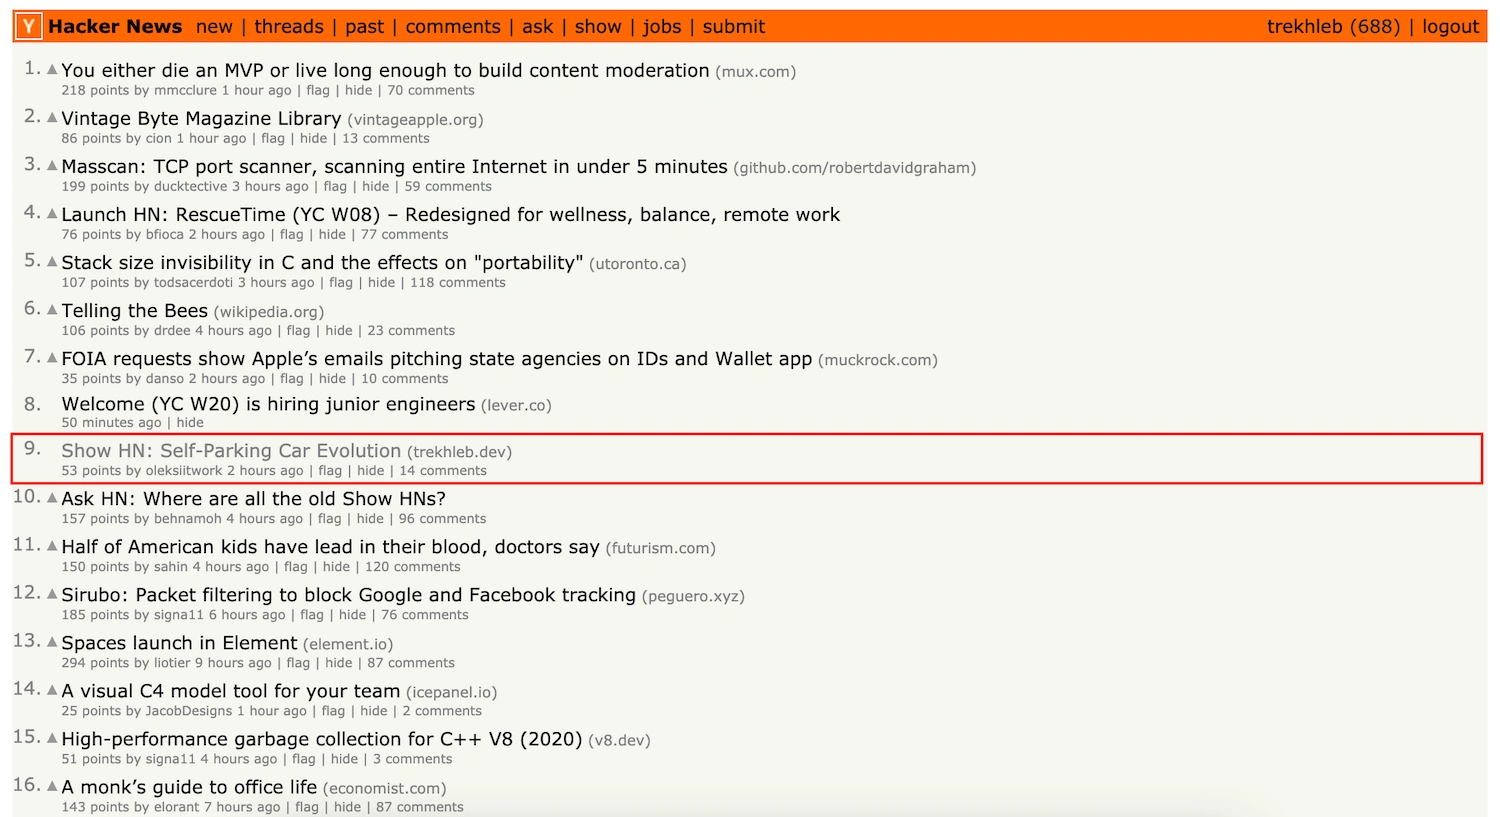 Y Hacker News new | threads | past | comments | ask | show | jobs | submit trekhleb (688) | logout
1. ▲ You either die an MVP or live long enough to build content moderation (mux.com)
218 points by mmcclure 1 hour ago | flag | hide | 70 comments
2. ▲ Vintage Byte Magazine Library (vintageapple.org)
86 points by cion 1 hour ago | flag | hide | 13 comments
3. ▲ Masscan: TCP port scanner, scanning entire Internet in under 5 minutes (github.com/robertdavidgraham)
199 points by ducktective 3 hours ago | flag | hide | 59 comments
4. ▲ Launch HN: RescueTime (YC W08) – Redesigned for wellness, balance, remote work
76 points by bfioca 2 hours ago | flag | hide | 77 comments
5. ▲ Stack size invisibility in C and the effects on "portability" (utoronto.ca)
107 points by todsacerdoti 3 hours ago | flag | hide | 118 comments
6. ▲ Telling the Bees (wikipedia.org)
106 points by drdee 4 hours ago | flag | hide | 23 comments
7. ▲ FOIA requests show Apple’s emails pitching state agencies on IDs and Wallet app (muckrock.com)
35 points by danso 2 hours ago | flag | hide | 10 comments
8. Welcome (YC W20) is hiring junior engineers (lever.co)
50 minutes ago | hide
9. Show HN: Self-Parking Car Evolution (trekhleb.dev)
53 points by oleksiitwork 2 hours ago | flag | hide | 14 comments
10. ▲ Ask HN: Where are all the old Show HNs?
157 points by behnamoh 4 hours ago | flag | hide | 96 comments
11. ▲ Half of American kids have lead in their blood, doctors say (futurism.com)
150 points by sahin 4 hours ago | flag | hide | 120 comments
12. ▲ Sirubo: Packet filtering to block Google and Facebook tracking (peguero.xyz)
185 points by signa11 6 hours ago | flag | hide | 76 comments
13. ▲ Spaces launch in Element (element.io)
294 points by liotier 9 hours ago | flag | hide | 87 comments
14. ▲ A visual C4 model tool for your team (icepanel.io)
25 points by JacobDesigns 1 hour ago | flag | hide | 2 comments
15. ▲ High-performance garbage collection for C++ V8 (2020) (v8.dev)
51 points by signa11 4 hours ago | flag | hide | 3 comments
16. ▲ A monk’s guide to office life (economist.com)
143 points by elorant 7 hours ago | flag | hide | 87 comments